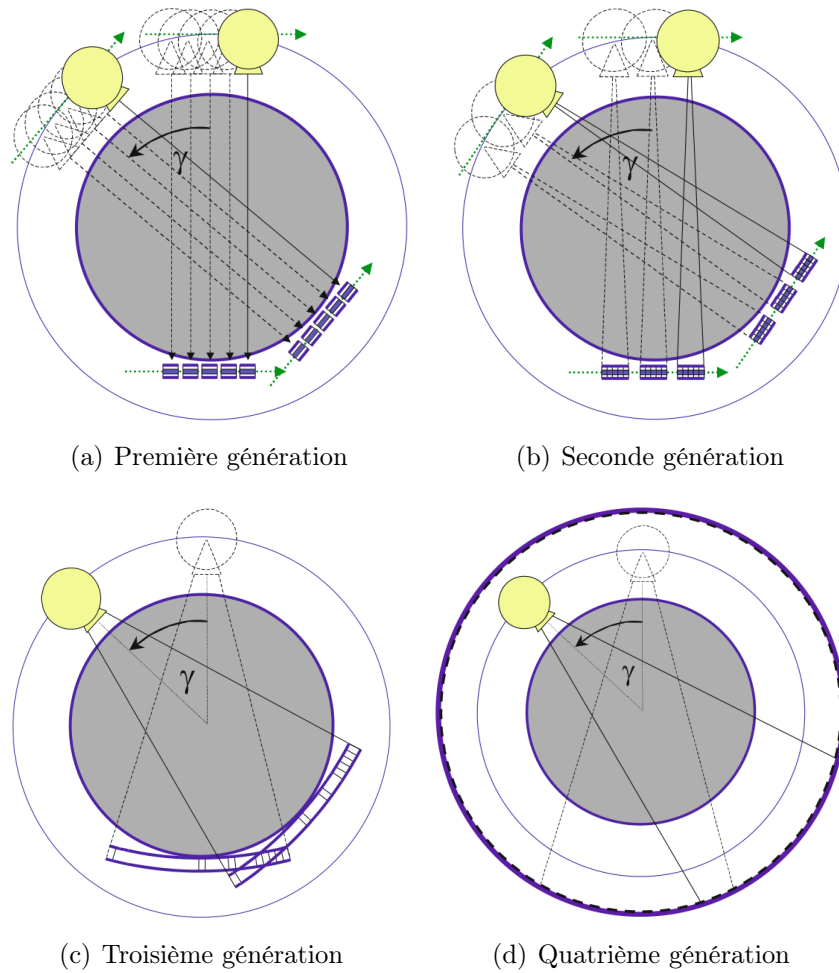 γ
γ
(a) Première génération
(b) Seconde génération
γ
γ
(c) Troisième génération
(d) Quatrième génération